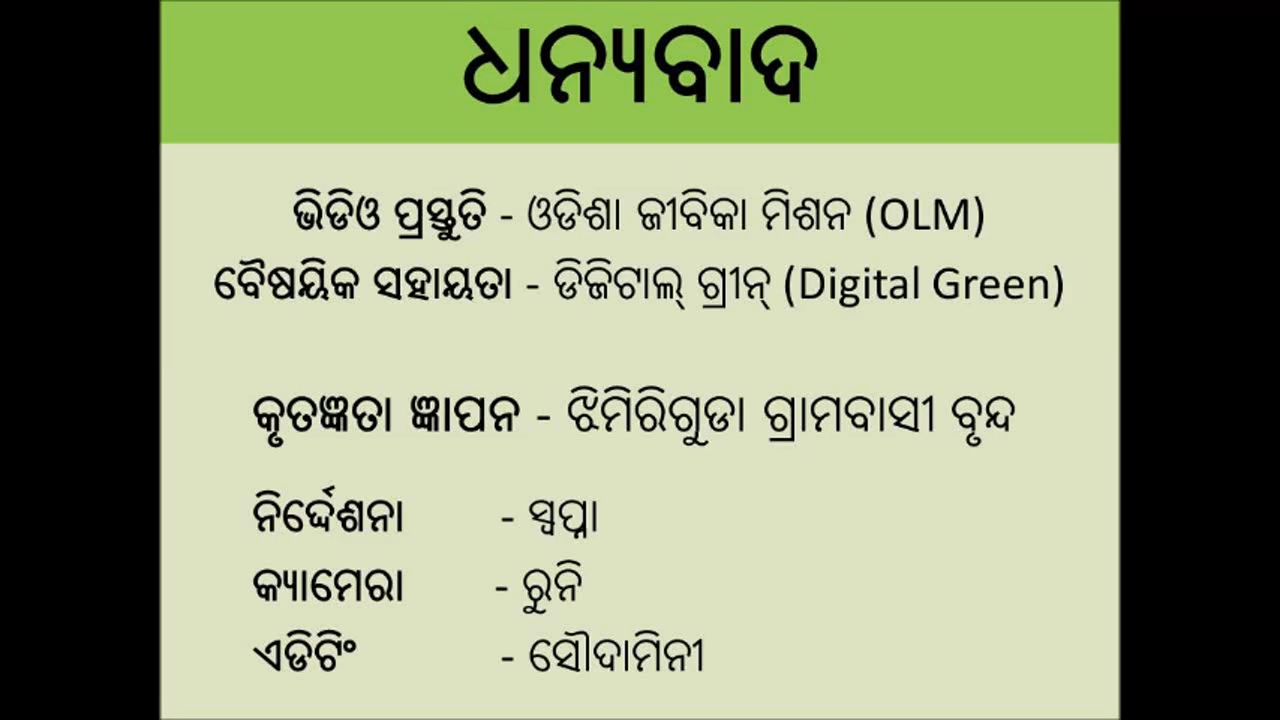 ଧନ୍ୟବାଦ
ଭିଡିଓ ପ୍ରସ୍ତୁତି - ଓଡିଶା ଜୀବିକା ମିଶନ (OLM)
ବୈଷୟିକ ସହାୟତା - ଡିଜିଟାଲ୍ ଗ୍ରୀନ୍ (Digital Green)
କୃତଜ୍ଞତା ଜ୍ଞାପନ - ଝିମିରିଗୁଡା ଗ୍ରାମବାସୀ ବୃନ୍ଦ
ନିର୍ଦ୍ଦେଶନା - ସ୍ୱପ୍ନା
କ୍ୟାମେରା - ରୁନି
ଏଡିଟିଂ - ସୌଦାମିନୀ